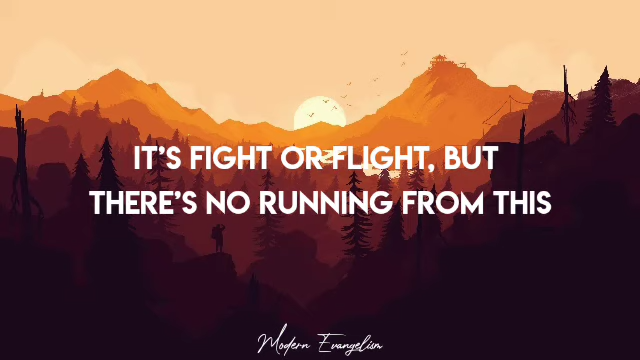 IT'S FIGHT OR FLIGHT, BUT
THERE'S NO RUNNING FROM THIS
Modern Evangelism